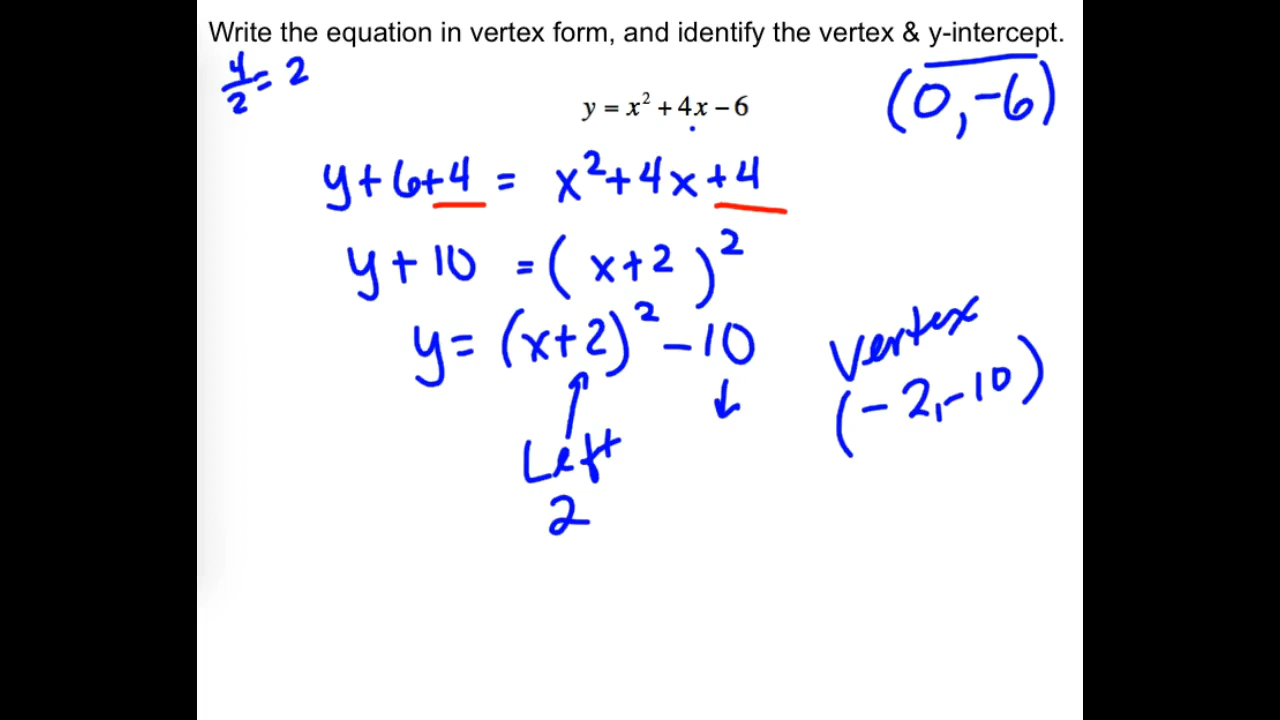 Write the equation in vertex form, and identify the vertex & y-intercept.
4/2 = 2
(0, -6)
y = x² + 4x - 6
y + 6 + 4 = x² + 4x + 4
y + 10 = (x + 2)²
y = (x + 2)² - 10
vertex
(-2, -10)
Left
2